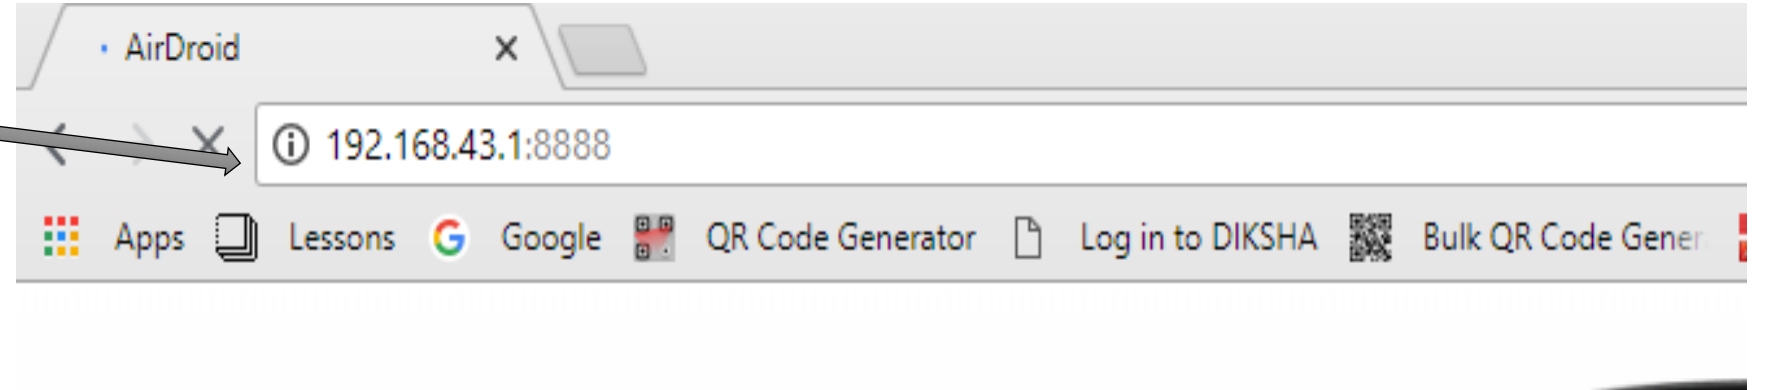 AirDroid
192.168.43.1:8888
Apps Lessons Google QR Code Generator Log in to DIKSHA Bulk QR Code Gener